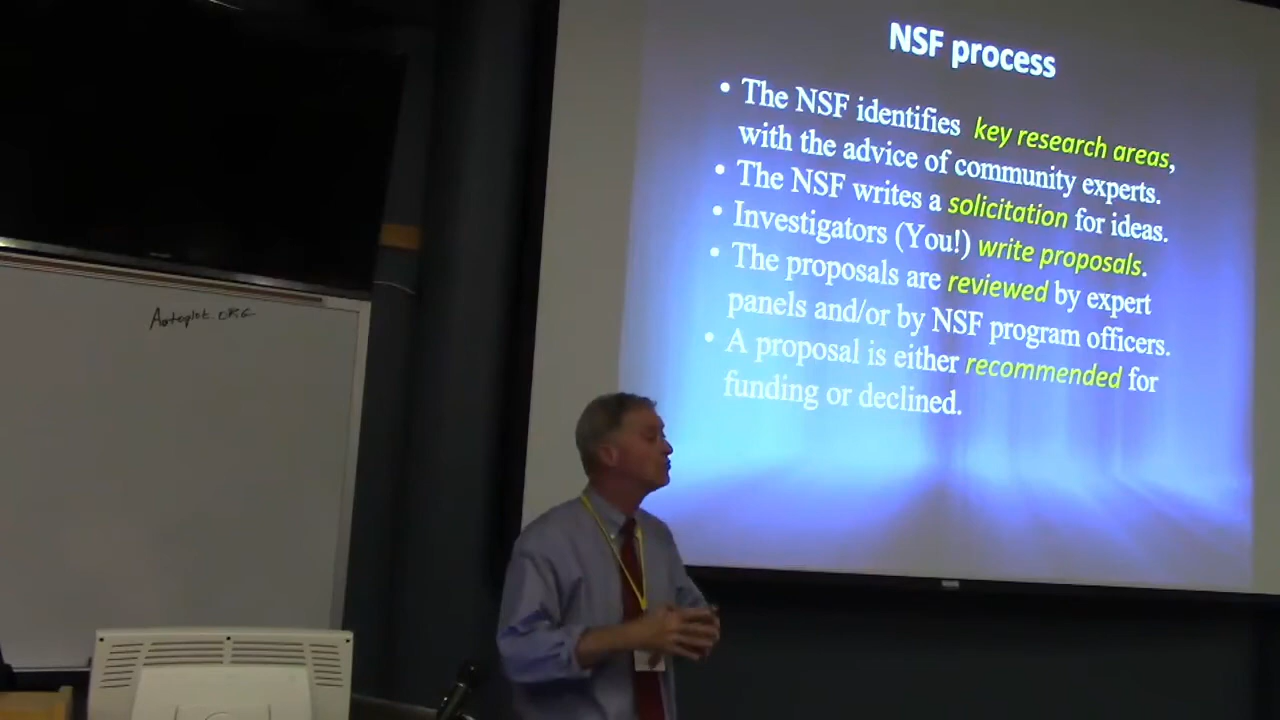 NSF process
• The NSF identifies key research areas,
with the advice of community experts.
• The NSF writes a solicitation for ideas.
• Investigators (You!) write proposals.
• The proposals are reviewed by expert
panels and/or by NSF program officers.
• A proposal is either recommended for
funding or declined.
Autoplot.ORG